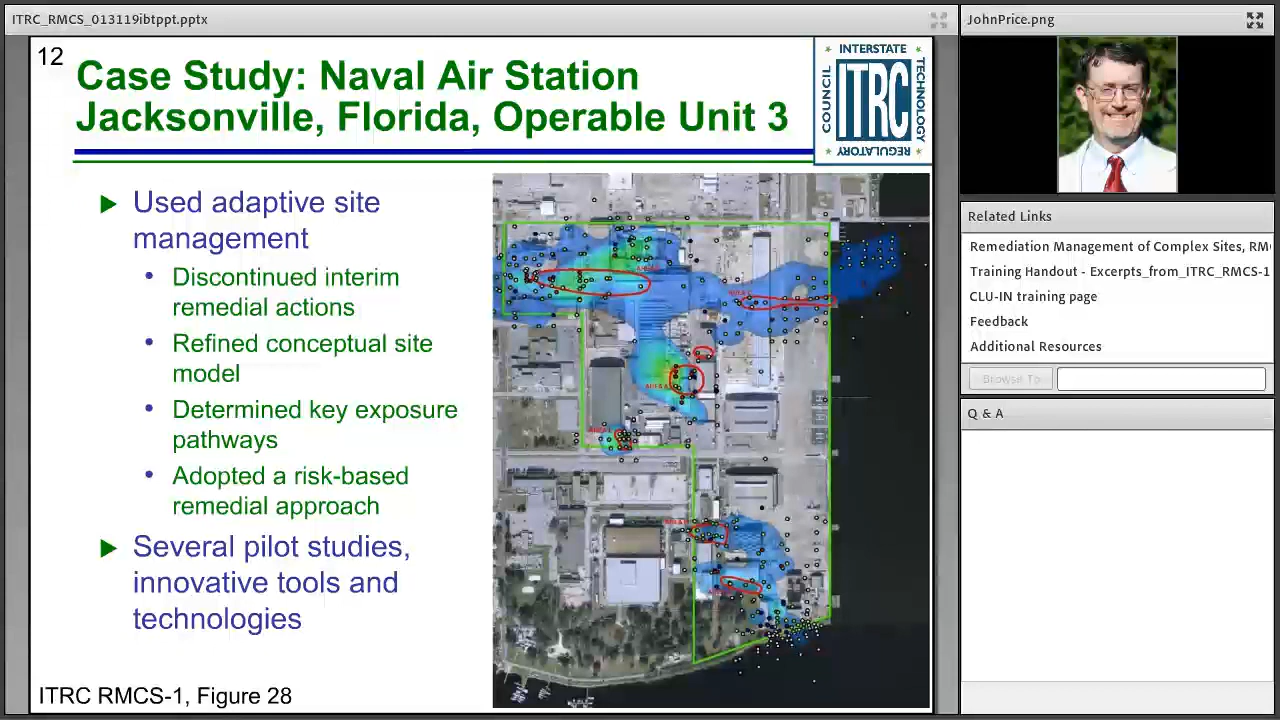 ITRC_RMCS_013119ibtppt.pptx
12
Case Study: Naval Air Station
Jacksonville, Florida, Operable Unit 3
INTERSTATE
COUNCIL
ITRC
TECHNOLOGY
REGULATORY
Used adaptive site
management
Discontinued interim
remedial actions
Refined conceptual site
model
Determined key exposure
pathways
Adopted a risk-based
remedial approach
Several pilot studies,
innovative tools and
technologies
ITRC RMCS-1, Figure 28
JohnPrice.png
Related Links
Remediation Management of Complex Sites, RM
Training Handout - Excerpts_from_ITRC_RMCS-1
CLU-IN training page
Feedback
Additional Resources
Browse To
Q & A